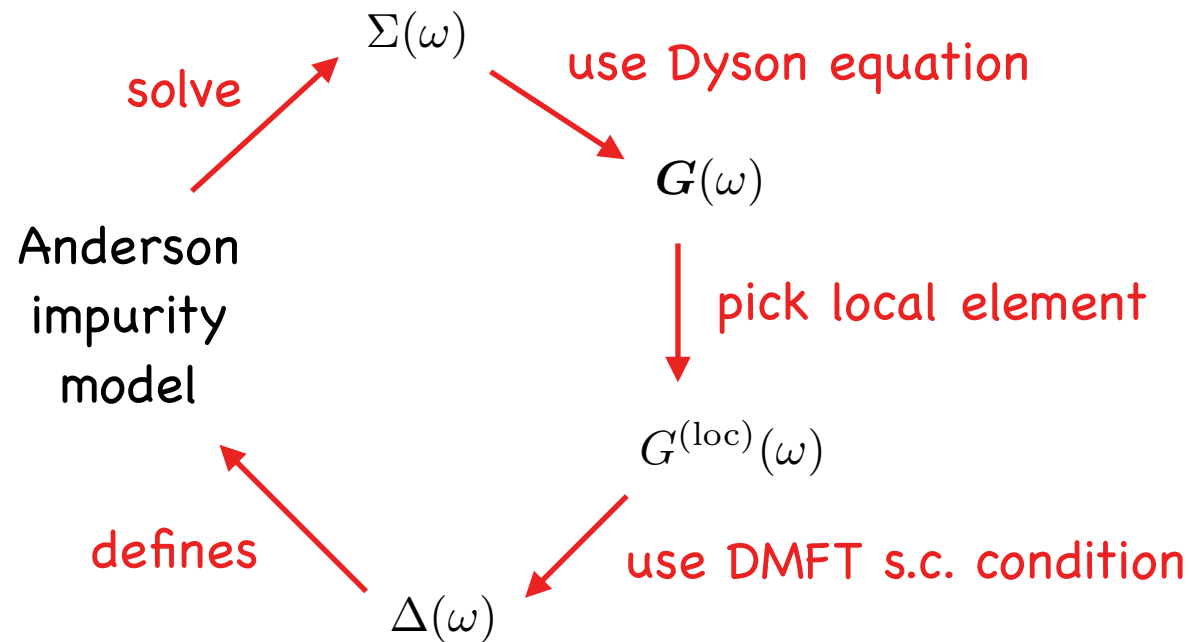 Σ(ω)
solve
use Dyson equation
G(ω)
Anderson
impurity
model
pick local element
G^(loc)(ω)
defines
use DMFT s.c. condition
Δ(ω)